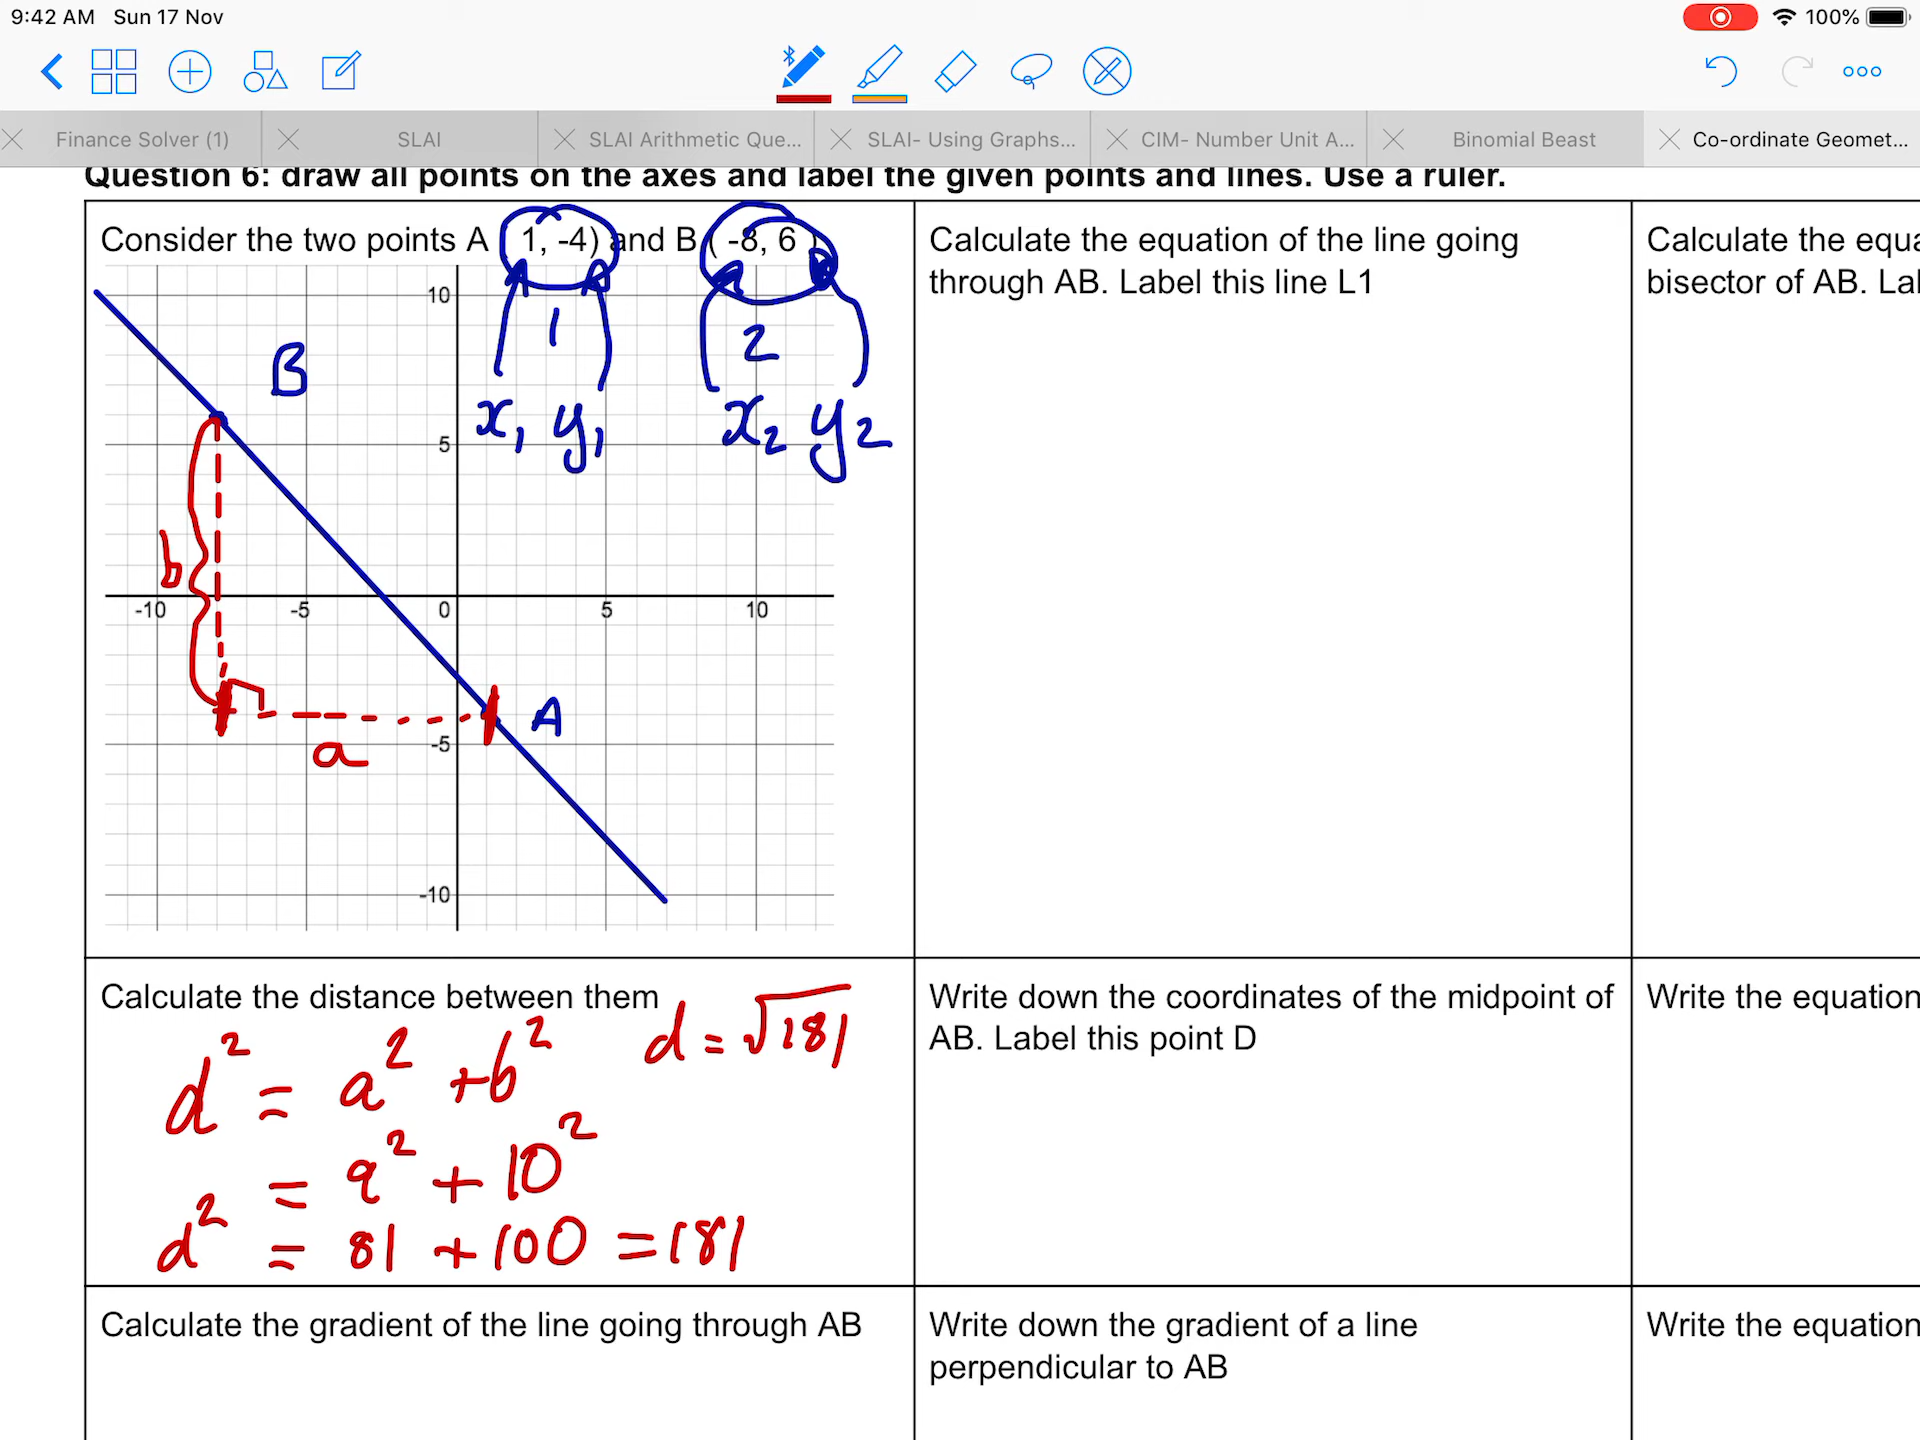 9:42 AM Sun 17 Nov
100%
Finance Solver (1)
SLAI
SLAI Arithmetic Que...
SLAI- Using Graphs...
CIM- Number Unit A...
Binomial Beast
Co-ordinate Geomet...
Question 6: draw all points on the axes and label the given points and lines. Use a ruler.
Consider the two points A ( 1, -4) and B ( -8, 6 )
10
1
2
B
x₁ y₁
x₂ y₂
5
b
-10
-5
0
5
10
A
-5
a
-10
Calculate the equation of the line going
through AB. Label this line L1
Calculate the equa
bisector of AB. Lal
Calculate the distance between them
d = √181
d² = a² + b²
= 9² + 10²
d² = 81 + 100 = 181
Write down the coordinates of the midpoint of
AB. Label this point D
Write the equation
Calculate the gradient of the line going through AB
Write down the gradient of a line
perpendicular to AB
Write the equation